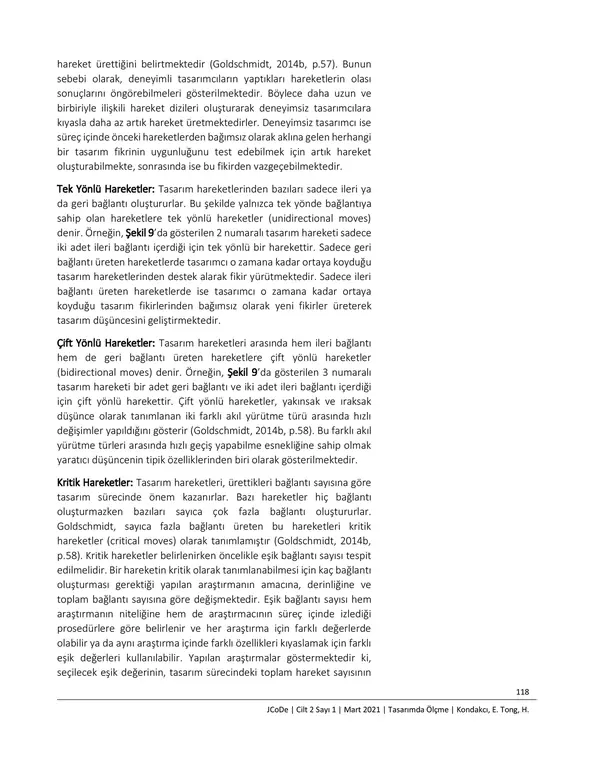 hareket ürettiğini belirtmektedir (Goldschmidt, 2014b, p.57). Bunun
sebebi olarak, deneyimli tasarımcıların yaptıkları hareketlerin olası
sonuçlarını öngörebilmeleri gösterilmektedir. Böylece daha uzun ve
birbiriyle ilişkili hareket dizileri oluşturarak deneyimsiz tasarımcılara
kıyasla daha az artık hareket üretmektedirler. Deneyimsiz tasarımcı ise
süreç içinde önceki hareketlerden bağımsız olarak aklına gelen herhangi
bir tasarım fikrinin uygunluğunu test edebilmek için artık hareket
oluşturabilmekte, sonrasında ise bu fikirden vazgeçebilmektedir.
Tek Yönlü Hareketler: Tasarım hareketlerinden bazıları sadece ileri ya
da geri bağlantı oluştururlar. Bu şekilde yalnızca tek yönde bağlantıya
sahip olan hareketlere tek yönlü hareketler (unidirectional moves)
denir. Örneğin, Şekil 9'da gösterilen 2 numaralı tasarım hareketi sadece
iki adet ileri bağlantı içerdiği için tek yönlü bir harekettir. Sadece geri
bağlantı üreten hareketlerde tasarımcı o zamana kadar ortaya koyduğu
tasarım hareketlerinden destek alarak fikir yürütmektedir. Sadece ileri
bağlantı üreten hareketlerde ise tasarımcı o zamana kadar ortaya
koyduğu tasarım fikirlerinden bağımsız olarak yeni fikirler üreterek
tasarım düşüncesini geliştirmektedir.
Çift Yönlü Hareketler: Tasarım hareketleri arasında hem ileri bağlantı
hem de geri bağlantı üreten hareketlere çift yönlü hareketler
(bidirectional moves) denir. Örneğin, Şekil 9'da gösterilen 3 numaralı
tasarım hareketi bir adet geri bağlantı ve iki adet ileri bağlantı içerdiği
için çift yönlü harekettir. Çift yönlü hareketler, yakınsak ve ıraksak
düşünce olarak tanımlanan iki farklı akıl yürütme türü arasında hızlı
değişimler yapıldığını gösterir (Goldschmidt, 2014b, p.58). Bu farklı akıl
yürütme türleri arasında hızlı geçiş yapabilme esnekliğine sahip olmak
yaratıcı düşüncenin tipik özelliklerinden biri olarak gösterilmektedir.
Kritik Hareketler: Tasarım hareketleri, ürettikleri bağlantı sayısına göre
tasarım sürecinde önem kazanırlar. Bazı hareketler hiç bağlantı
oluşturmazken bazıları sayıca çok fazla bağlantı oluştururlar.
Goldschmidt, sayıca fazla bağlantı üreten bu hareketleri kritik
hareketler (critical moves) olarak tanımlamıştır (Goldschmidt, 2014b,
p.58). Kritik hareketler belirlenirken öncelikle eşik bağlantı sayısı tespit
edilmelidir. Bir hareketin kritik olarak tanımlanabilmesi için kaç bağlantı
oluşturması gerektiği yapılan araştırmanın amacına, derinliğine ve
toplam bağlantı sayısına göre değişmektedir. Eşik bağlantı sayısı hem
araştırmanın niteliğine hem de araştırmacının süreç içinde izlediği
prosedürlere göre belirlenir ve her araştırma için farklı değerlerde
olabilir ya da aynı araştırma içinde farklı özellikleri kıyaslamak için farklı
eşik değerleri kullanılabilir. Yapılan araştırmalar göstermektedir ki,
seçilecek eşik değerinin, tasarım sürecindeki toplam hareket sayısının
118
JCoDe | Cilt 2 Sayı 1 | Mart 2021 | Tasarımda Ölçme | Kondakcı, E. Tong, H.